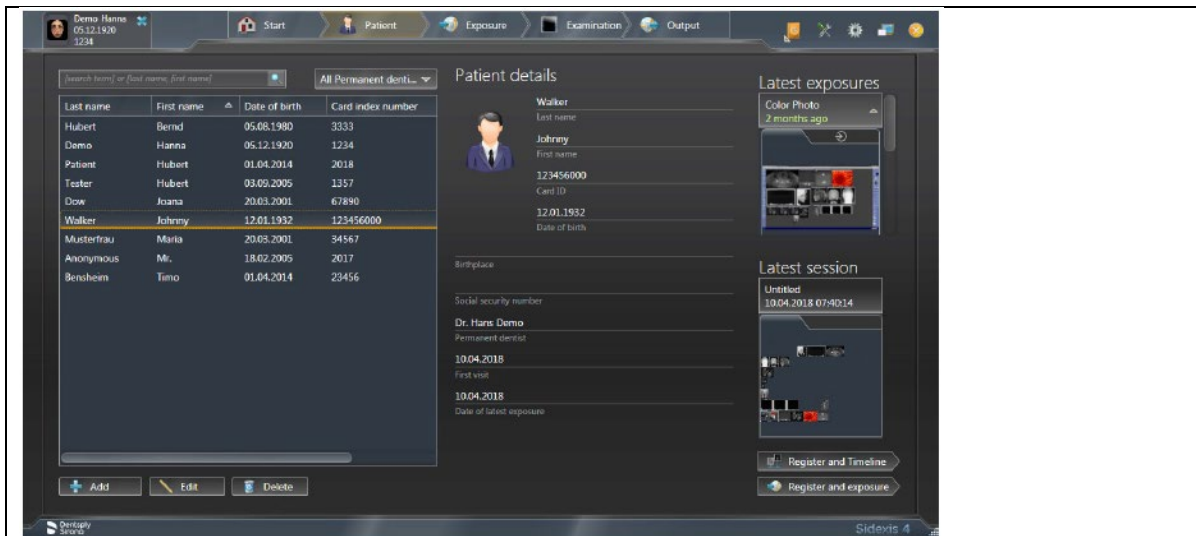 Demo Hanna
05.12.1920
1234
Start
Patient
Exposure
Examination
Output
[search term] or [last name, first name]
All Permanent denti...
Last name First name Date of birth Card index number
Hubert Bernd 05.08.1980 3333
Demo Hanna 05.12.1920 1234
Patient Hubert 01.04.2014 2018
Tester Hubert 03.09.2005 1357
Dow Joana 20.03.2001 67890
Walker Johnny 12.01.1932 123456000
Musterfrau Maria 20.03.2001 34567
Anonymous Mr. 18.02.2005 2017
Bensheim Timo 01.04.2014 23456
Add
Edit
Delete
Patient details
Walker
Last name
Johnny
First name
123456000
Card ID
12.01.1932
Date of birth
Birthplace
Social security number
Dr. Hans Demo
Permanent dentist
10.04.2018
First visit
10.04.2018
Date of latest exposure
Latest exposures
Color Photo
2 months ago
Latest session
Untitled
10.04.2018 07:40:14
Register and Timeline
Register and exposure
Dentsply
Sirona
Sidexis 4